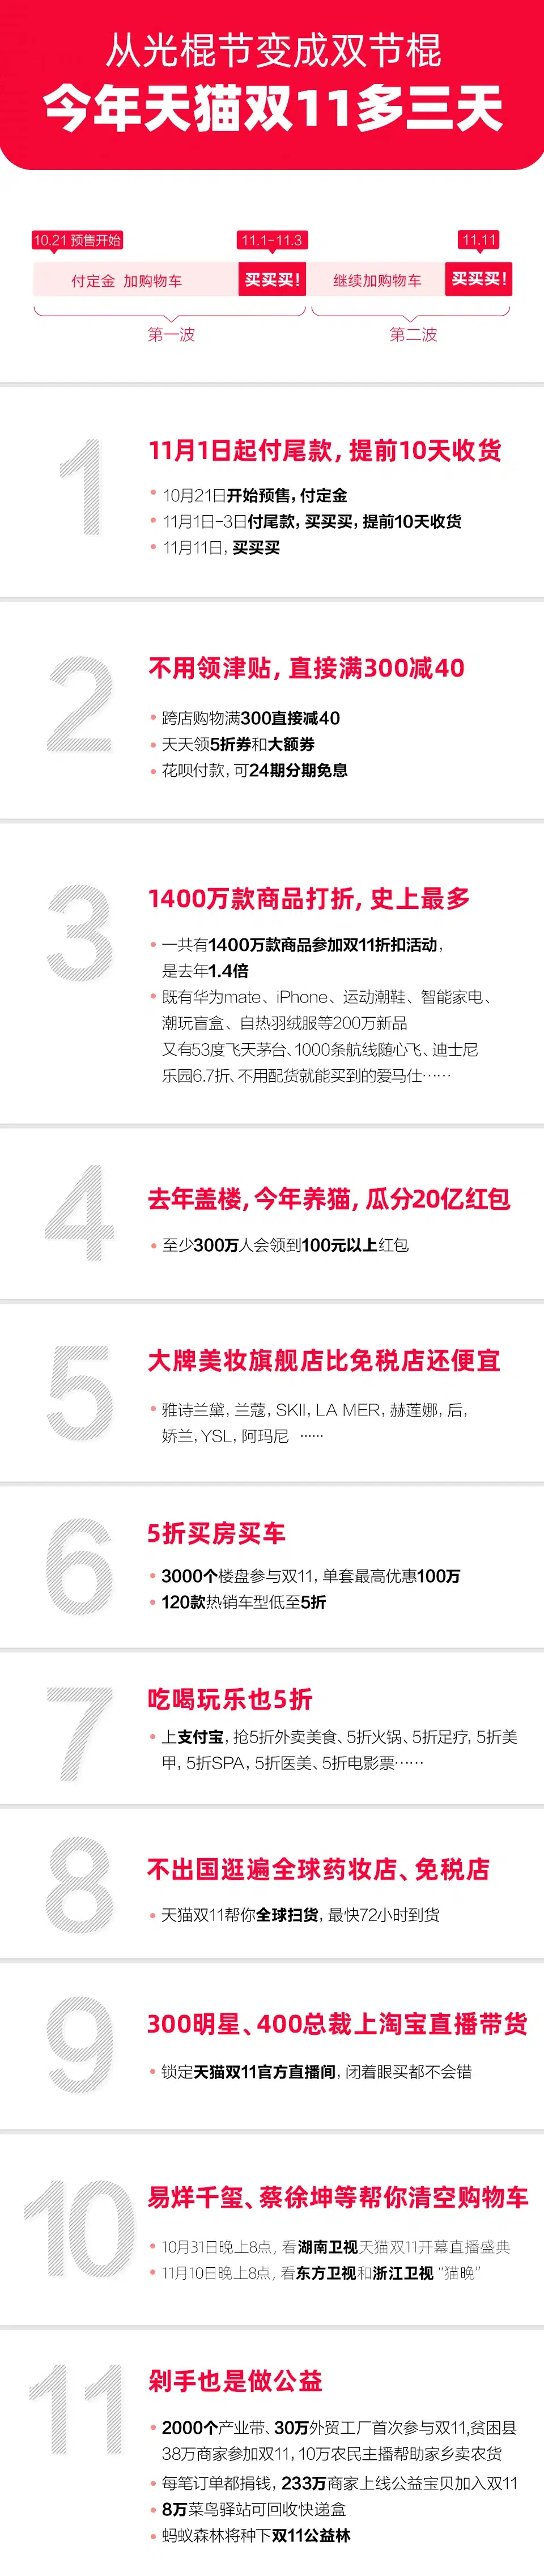 从光棍节变成双节棍
今年天猫双11多三天
10.21 预售开始
11.1-11.3
11.11
付定金 加购物车
买买买!
继续加购物车
买买买!
第一波
第二波
1
11月1日起付尾款, 提前10天收货
10月21日开始预售, 付定金
11月1日-3日付尾款, 买买买, 提前10天收货
11月11日, 买买买
2
不用领津贴, 直接满300减40
跨店购物满300直接减40
天天领5折券和大额券
花呗付款, 可24期分期免息
3
1400万款商品打折, 史上最多
一共有1400万款商品参加双11折扣活动,
是去年1.4倍
既有华为mate、iPhone、运动潮鞋、智能家电、
潮玩盲盒、自热羽绒服等200万新品
又有53度飞天茅台、1000条航线随心飞、迪士尼
乐园6.7折、不用配货就能买到的爱马仕……
4
去年盖楼, 今年养猫, 瓜分20亿红包
至少300万人会领到100元以上红包
5
大牌美妆旗舰店比免税店还便宜
雅诗兰黛, 兰蔻, SKII, LA MER, 赫莲娜, 后,
娇兰, YSL, 阿玛尼 ……
6
5折买房买车
3000个楼盘参与双11, 单套最高优惠100万
120款热销车型低至5折
7
吃喝玩乐也5折
上支付宝, 抢5折外卖美食、5折火锅、5折足疗, 5折美
甲, 5折SPA, 5折医美、5折电影票……
8
不出国逛遍全球药妆店、免税店
天猫双11帮你全球扫货, 最快72小时到货
9
300明星、400总裁上淘宝直播带货
锁定天猫双11官方直播间, 闭着眼买都不会错
10
易烊千玺、蔡徐坤等帮你清空购物车
10月31日晚上8点, 看湖南卫视天猫双11开幕直播盛典
11月10日晚上8点, 看东方卫视和浙江卫视“猫晚”
11
剁手也是做公益
2000个产业带、30万外贸工厂首次参与双11,贫困县
38万商家参加双11, 10万农民主播帮助家乡卖农货
每笔订单都捐钱, 233万商家上线公益宝贝加入双11
8万菜鸟驿站可回收快递盒
蚂蚁森林将种下双11公益林